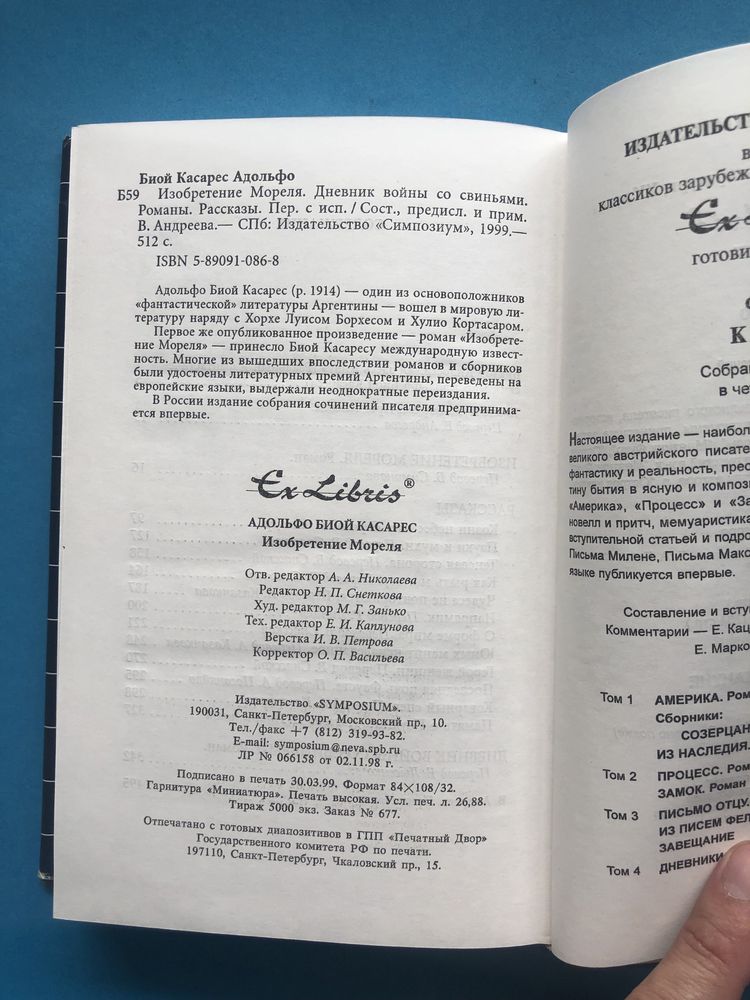 Биой Касарес Адольфо
Б59 Изобретение Мореля. Дневник войны со свиньями.
Романы. Рассказы. Пер. с исп. / Сост., предисл. и прим.
В. Андреева.— СПб: Издательство «Симпозиум», 1999.—
512 с.
ISBN 5-89091-086-8
Адольфо Биой Касарес (р. 1914) — один из основоположников
«фантастической» литературы Аргентины — вошел в мировую ли-
тературу наряду с Хорхе Луисом Борхесом и Хулио Кортасаром.
Первое же опубликованное произведение — роман «Изобрете-
ние Мореля» — принесло Биой Касаресу международную извест-
ность. Многие из вышедших впоследствии романов и сборников
были удостоены литературных премий Аргентины, переведены на
европейские языки, выдержали неоднократные переиздания.
В России издание собрания сочинений писателя предпринима-
ется впервые.
Ex Libris®
АДОЛЬФО БИОЙ КАСАРЕС
Изобретение Мореля
Отв. редактор А. А. Николаева
Редактор Н. П. Снеткова
Худ. редактор М. Г. Занько
Тех. редактор Е. И. Каплунова
Верстка И. В. Петрова
Корректор О. П. Васильева
Издательство «SYMPOSIUM».
190031, Санкт-Петербург, Московский пр., 10.
Тел./факс +7 (812) 319-93-82.
E-mail: symposium@neva.spb.ru
ЛР № 066158 от 02.11.98 г.
Подписано в печать 30.03.99. Формат 84×108/32.
Гарнитура «Миниатюра». Печать высокая. Усл. печ. л. 26,88.
Тираж 5000 экз. Заказ № 677.
Отпечатано с готовых диапозитивов в ГПП «Печатный Двор»
Государственного комитета РФ по печати.
197110, Санкт-Петербург, Чкаловский пр., 15.
ИЗДАТЕЛЬСТ
в
классиков зарубеж
Ex
готови
К
Собра
в че
Настоящее издание — наибол
великого австрийского писате
фантастику и реальность, прес
тину бытия в ясную и компози
«Америка», «Процесс» и «За
новелл и притч, мемуаристика
вступительной статьей и подро
Письма Милене, Письма Макс
языке публикуется впервые.
Составление и всту
Комментарии — Е. Кац
Е. Марко
Том 1 АМЕРИКА. Ром
Сборники:
СОЗЕРЦАН
ИЗ НАСЛЕДИЯ.
Том 2 ПРОЦЕСС. Ром
ЗАМОК. Роман
Том 3 ПИСЬМО ОТЦУ.
ИЗ ПИСЕМ ФЕЛ
ЗАВЕЩАНИЕ
Том 4 ДНЕВНИКИ